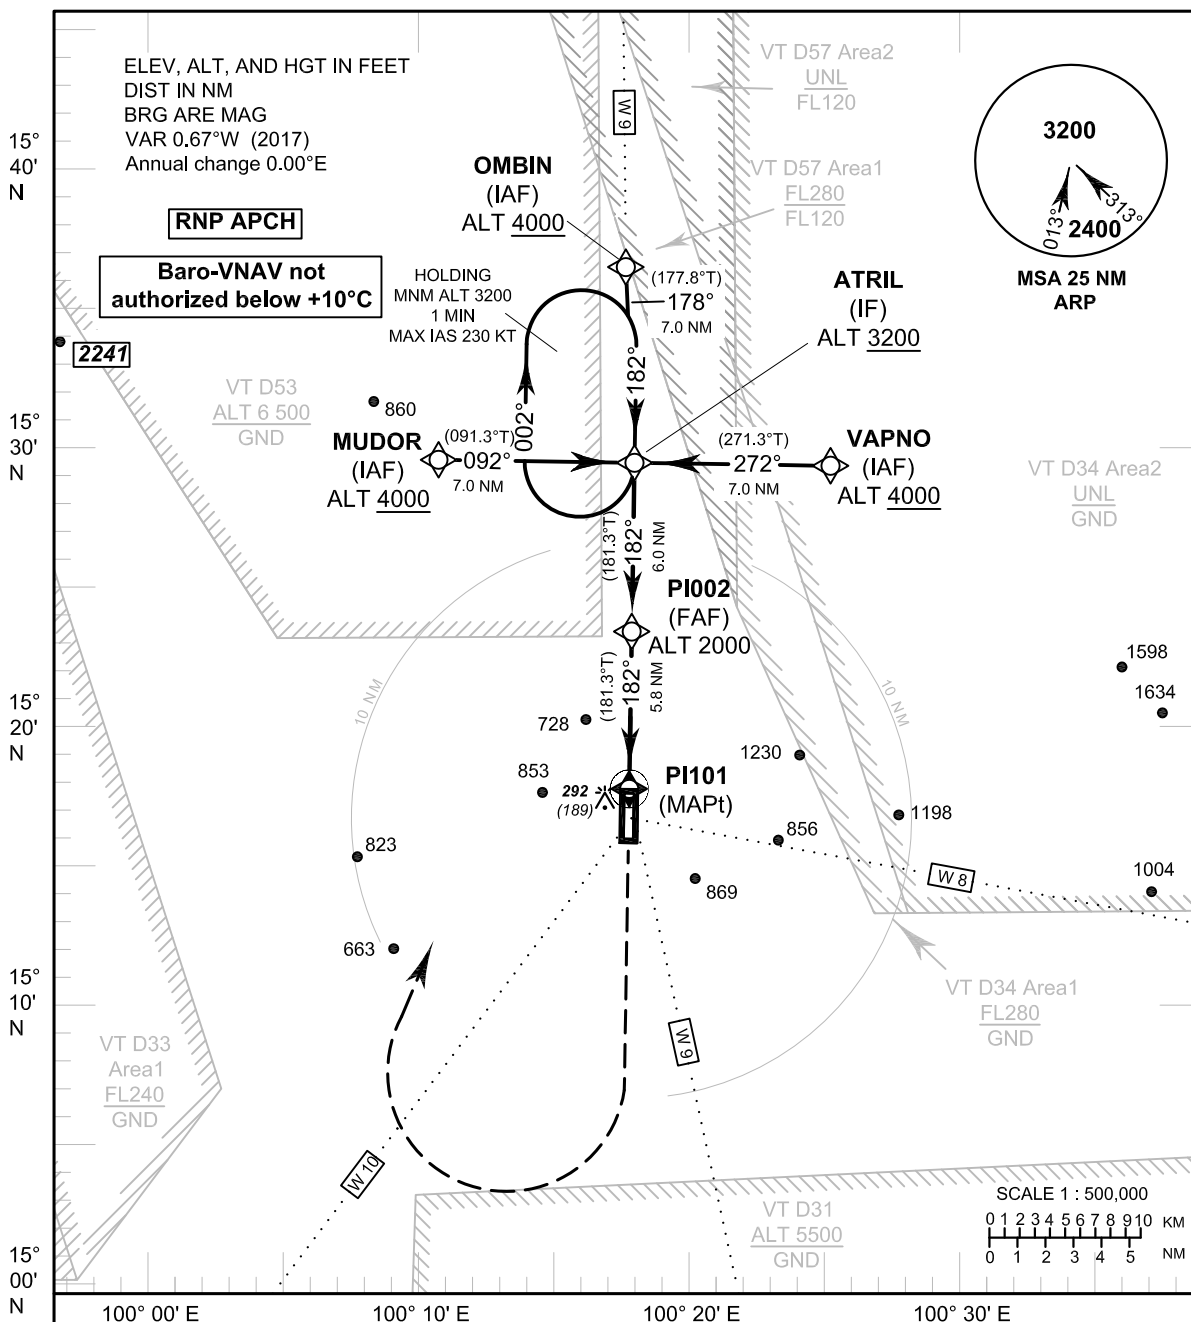 ELEV, ALT, AND HGT IN FEET
DIST IN NM
BRG ARE MAG
VAR 0.67°W (2017)
Annual change 0.00°E
RNP APCH
Baro-VNAV not
authorized below +10°C
VT D57 Area2
UNL
FL120
VT D57 Area1
FL280
FL120
W 9
3200
2400
013°
313°
MSA 25 NM
ARP
OMBIN
(IAF)
ALT 4000
(177.8°T)
178°
7.0 NM
HOLDING
MNM ALT 3200
1 MIN
MAX IAS 230 KT
ATRIL
(IF)
ALT 3200
182°
002°
2241
VT D53
ALT 6 500
GND
860
MUDOR
(IAF)
ALT 4000
(091.3°T)
092°
7.0 NM
(271.3°T)
272°
7.0 NM
VAPNO
(IAF)
ALT 4000
VT D34 Area2
UNL
GND
(181.3°T)
182°
6.0 NM
PI002
(FAF)
ALT 2000
(181.3°T)
182°
5.8 NM
10 NM
10 NM
1598
1634
728
1230
853
292
(189)
PI101
(MAPt)
1198
856
823
869
W 8
1004
663
VT D34 Area1
FL280
GND
W 9
VT D33
Area1
FL240
GND
W 10
VT D31
ALT 5500
GND
SCALE 1 : 500,000
0 1 2 3 4 5 6 7 8 9 10 KM
0 1 2 3 4 5 NM
15°
40'
N
15°
30'
N
15°
20'
N
15°
10'
N
15°
00'
N
100° 00' E
100° 10' E
100° 20' E
100° 30' E